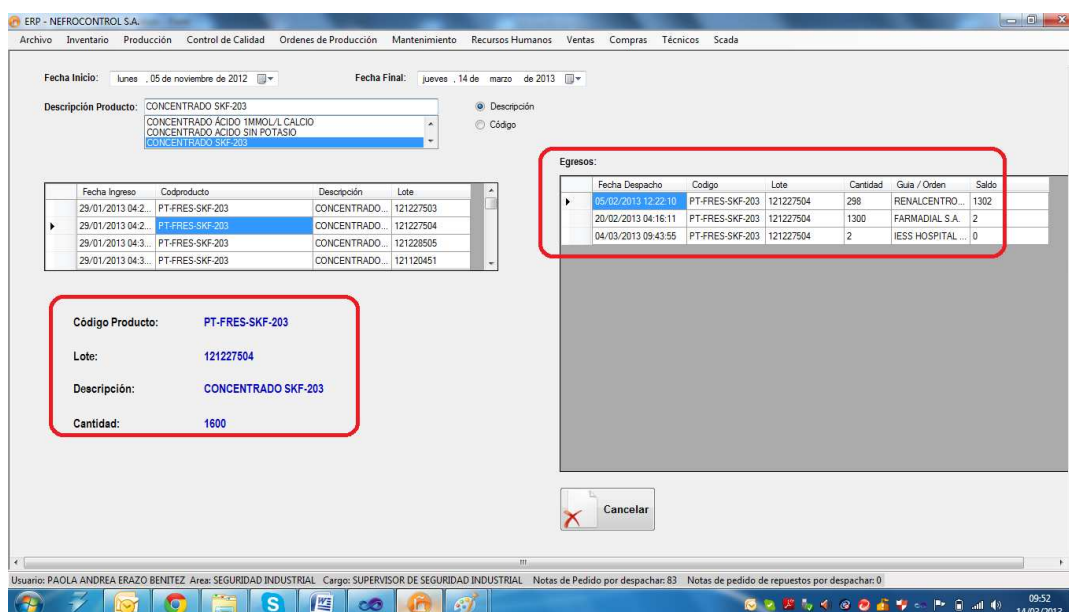 ERP - NEFROCONTROL S.A.
Archivo Inventario Producción Control de Calidad Ordenes de Producción Mantenimiento Recursos Humanos Ventas Compras Técnicos Scada
Fecha Inicio: lunes , 05 de noviembre de 2012 Fecha Final: jueves , 14 de marzo de 2013
Descripción Producto: CONCENTRADO SKF-203 Descripción
CONCENTRADO ÁCIDO 1MMOL/L CALCIO Código
CONCENTRADO ACIDO SIN POTASIO
CONCENTRADO SKF-203
Fecha Ingreso Codproducto Descripción Lote
29/01/2013 04:2... PT-FRES-SKF-203 CONCENTRADO... 121227503
29/01/2013 04:2... PT-FRES-SKF-203 CONCENTRADO... 121227504
29/01/2013 04:3... PT-FRES-SKF-203 CONCENTRADO... 121228505
29/01/2013 04:3... PT-FRES-SKF-203 CONCENTRADO... 121120451
Egresos:
Fecha Despacho Codigo Lote Cantidad Guia / Orden Saldo
05/02/2013 12:22:10 PT-FRES-SKF-203 121227504 298 RENALCENTRO... 1302
20/02/2013 04:16:11 PT-FRES-SKF-203 121227504 1300 FARMADIAL S.A. 2
04/03/2013 09:43:55 PT-FRES-SKF-203 121227504 2 IESS HOSPITAL ... 0
Código Producto: PT-FRES-SKF-203
Lote: 121227504
Descripción: CONCENTRADO SKF-203
Cantidad: 1600
Cancelar
Usuario: PAOLA ANDREA ERAZO BENITEZ Area: SEGURIDAD INDUSTRIAL Cargo: SUPERVISOR DE SEGURIDAD INDUSTRIAL Notas de Pedido por despachar: 83 Notas de pedido de repuestos por despachar: 0
09:52
14/03/2013